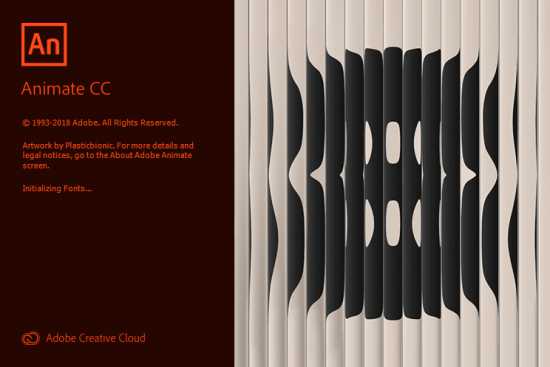 An
Animate CC
© 1993-2018 Adobe. All Rights Reserved.
Artwork by Plasticbionic. For more details and
legal notices, go to the About Adobe Animate
screen.
Initializing Fonts...
Adobe Creative Cloud